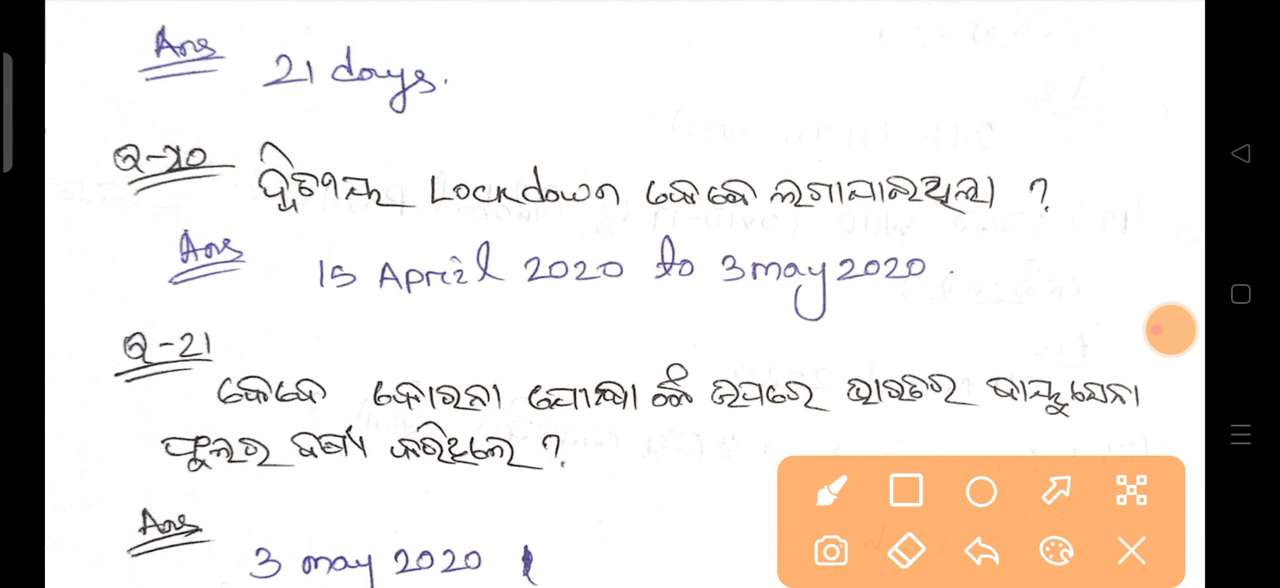 Ans
21 days.
Q-20
ଦ୍ୱିତୀୟ Lockdown କେବେ ଲଗାଯାଇଥିଲା ?
Ans
15 April 2020 to 3 may 2020.
Q-21
କେବେ କୋରନା ଯୋଦ୍ଧା ଙ୍କ ଉପରେ ଭାରତର ବାୟୁସେନା
ଫୁଲର ବର୍ଷା କରିଥିଲେ ?
Ans
3 may 2020